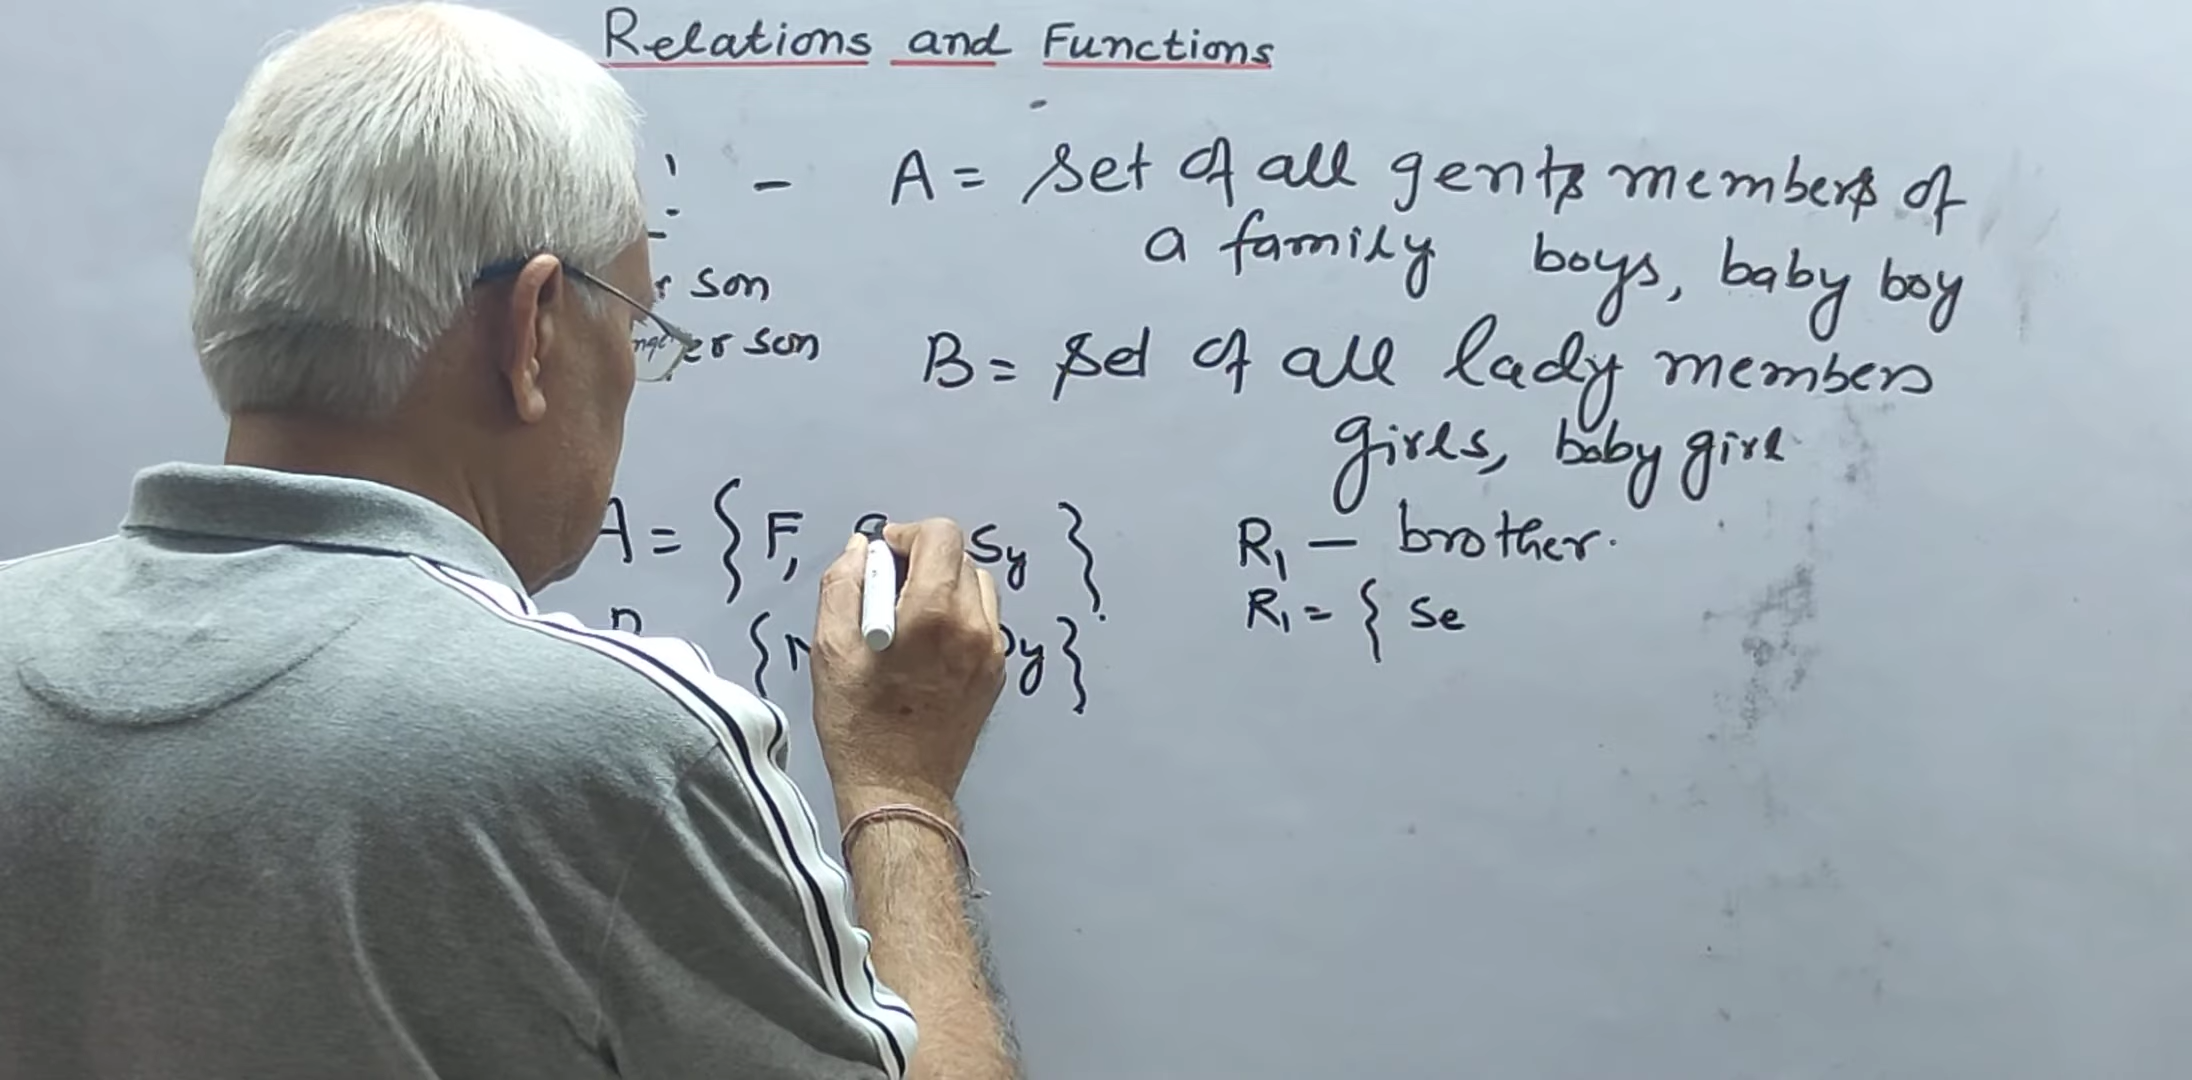 Relations and Functions
- A = set of all gents members of
a family boys, baby boy
son
er son
B = set of all lady members
girls, baby girl
A = { F, Sy }
R₁ — brother.
{ y }
R₁ = { Se